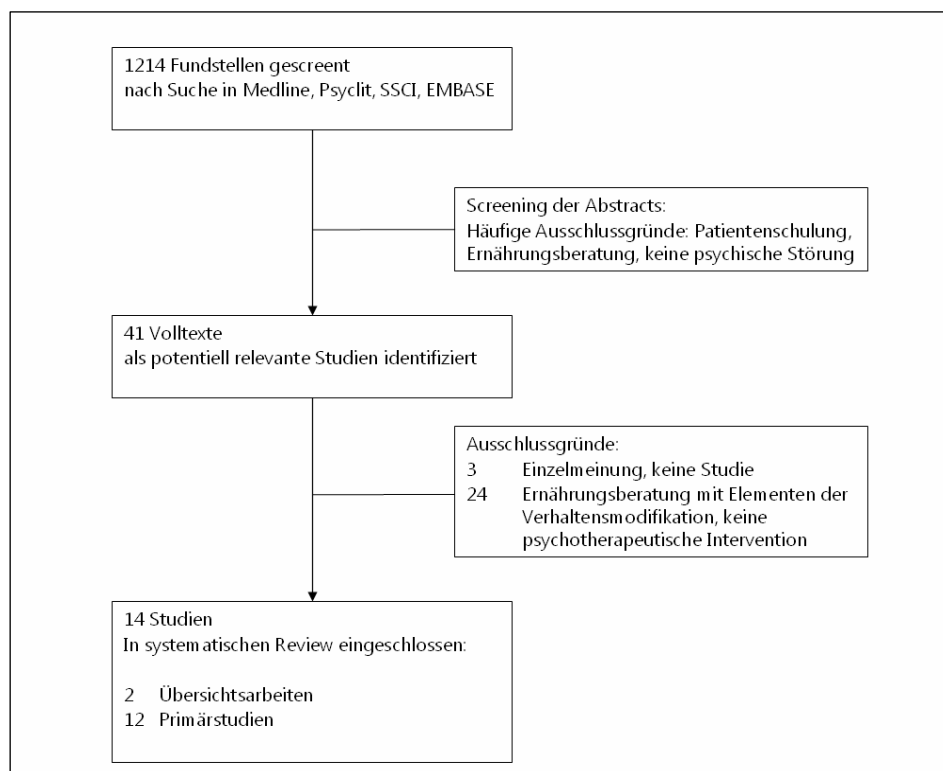 1214 Fundstellen gescreent
nach Suche in Medline, Psyclit, SSCI, EMBASE
Screening der Abstracts:
Häufige Ausschlussgründe: Patientenschulung,
Ernährungsberatung, keine psychische Störung
41 Volltexte
als potentiell relevante Studien identifiziert
Ausschlussgründe:
3 Einzelmeinung, keine Studie
24 Ernährungsberatung mit Elementen der
Verhaltensmodifikation, keine
psychotherapeutische Intervention
14 Studien
In systematischen Review eingeschlossen:
2 Übersichtsarbeiten
12 Primärstudien